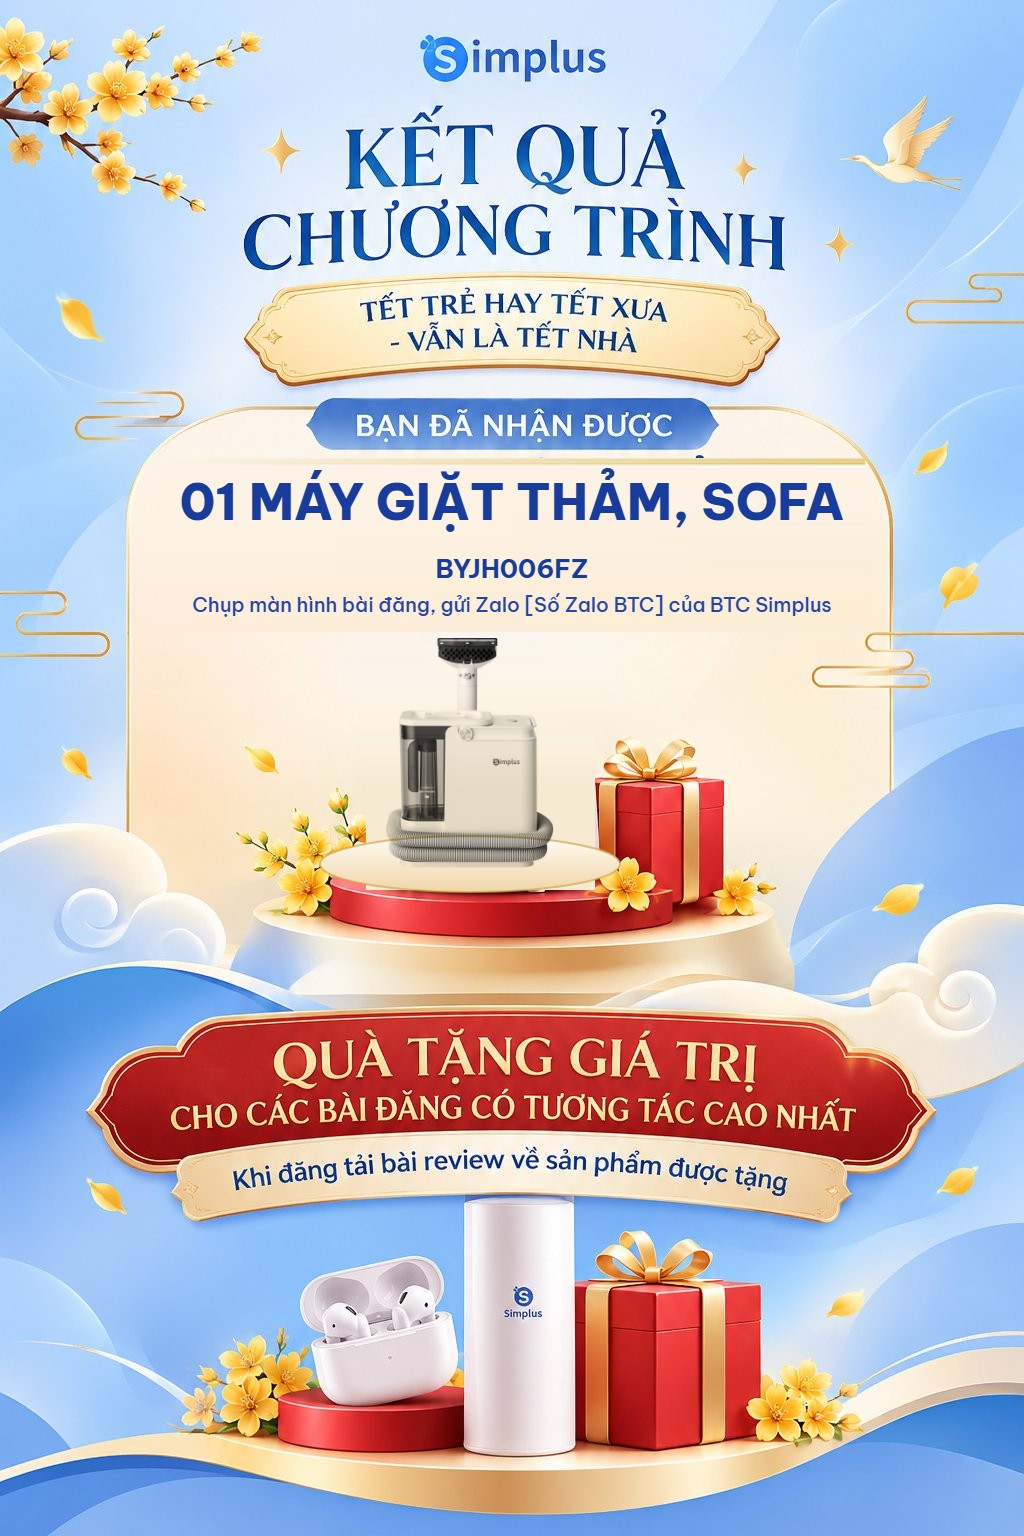 Simplus
KẾT QUẢ
CHƯƠNG TRÌNH
TẾT TRẺ HAY TẾT XƯA
- VẪN LÀ TẾT NHÀ
BẠN ĐÃ NHẬN ĐƯỢC
01 MÁY GIẶT THẢM, SOFA
BYJH006FZ
Chụp màn hình bài đăng, gửi Zalo [Số Zalo BTC] của BTC Simplus
Simplus
QUÀ TẶNG GIÁ TRỊ
CHO CÁC BÀI ĐĂNG CÓ TƯƠNG TÁC CAO NHẤT
Khi đăng tải bài review về sản phẩm được tặng
S
Simplus